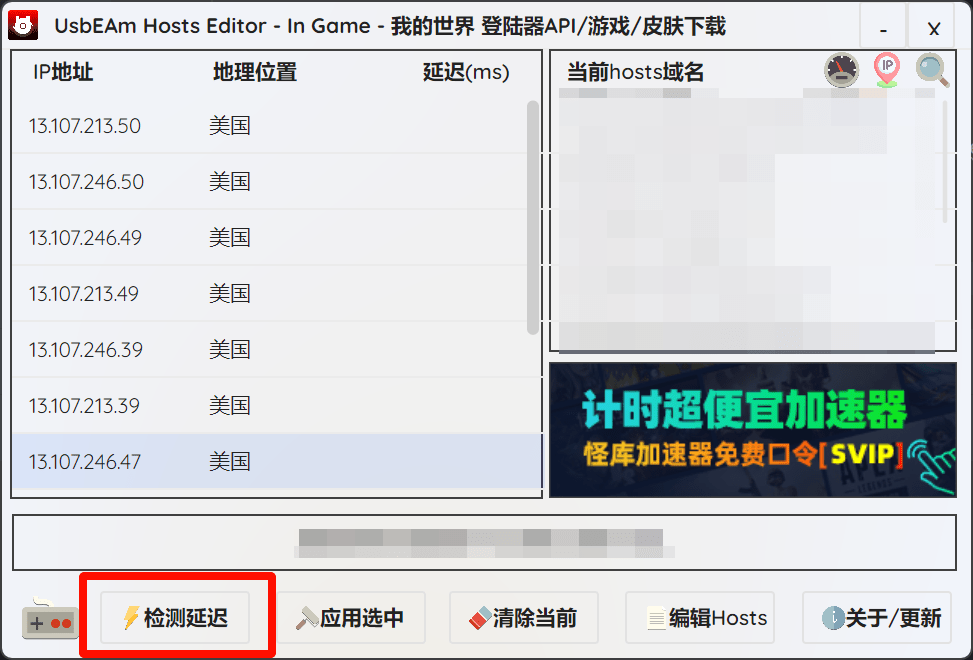 UsbEAm Hosts Editor - In Game - 我的世界 登陆器API/游戏/皮肤下载
- x
IP地址 地理位置 延迟(ms)
13.107.213.50 美国
13.107.246.50 美国
13.107.246.49 美国
13.107.213.49 美国
13.107.246.39 美国
13.107.213.39 美国
13.107.246.47 美国
当前hosts域名
IP
计时超便宜加速器
怪库加速器免费口令[SVIP]
APEX
LEGENDS
检测延迟 应用选中 清除当前 编辑Hosts 关于/更新